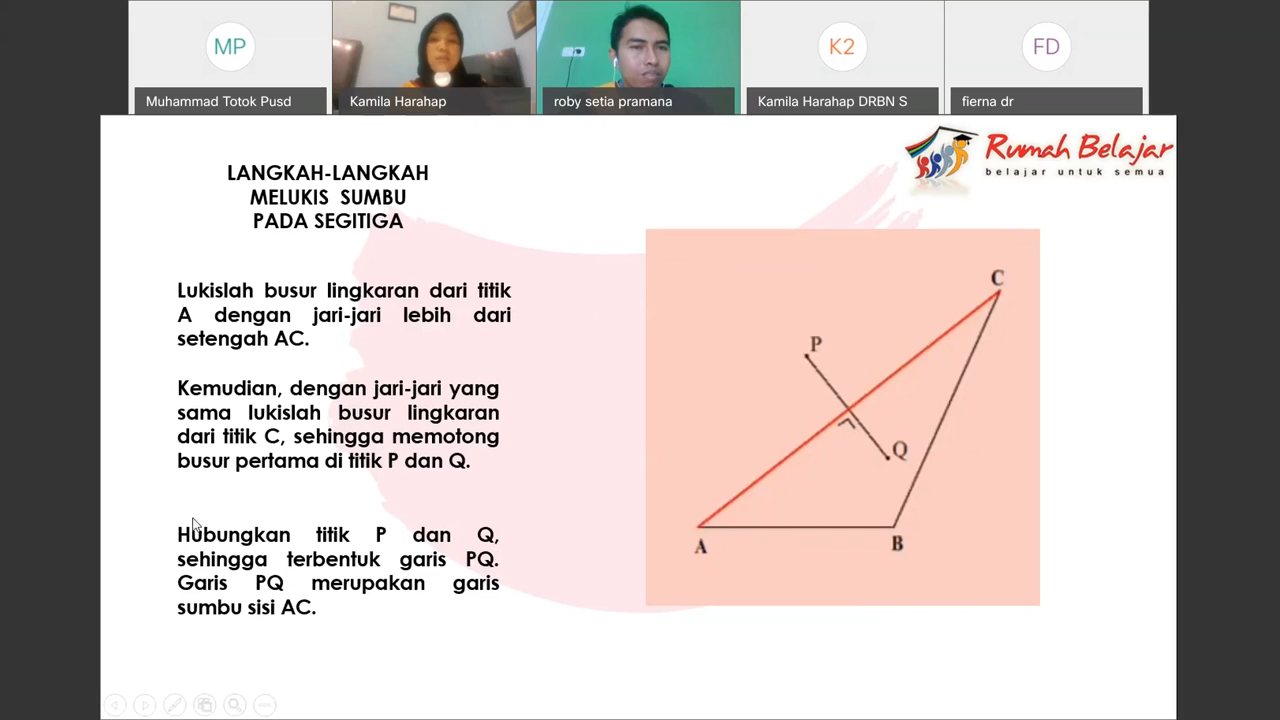 MP
K2
FD
Muhammad Totok Pusd
Kamila Harahap
roby setia pramana
Kamila Harahap DRBN S
fierna dr
Rumah Belajar
belajar untuk semua
LANGKAH-LANGKAH
MELUKIS SUMBU
PADA SEGITIGA
Lukislah busur lingkaran dari titik
A dengan jari-jari lebih dari
setengah AC.
Kemudian, dengan jari-jari yang
sama lukislah busur lingkaran
dari titik C, sehingga memotong
busur pertama di titik P dan Q.
Hubungkan titik P dan Q,
sehingga terbentuk garis PQ.
Garis PQ merupakan garis
sumbu sisi AC.
C
P
Q
A
B